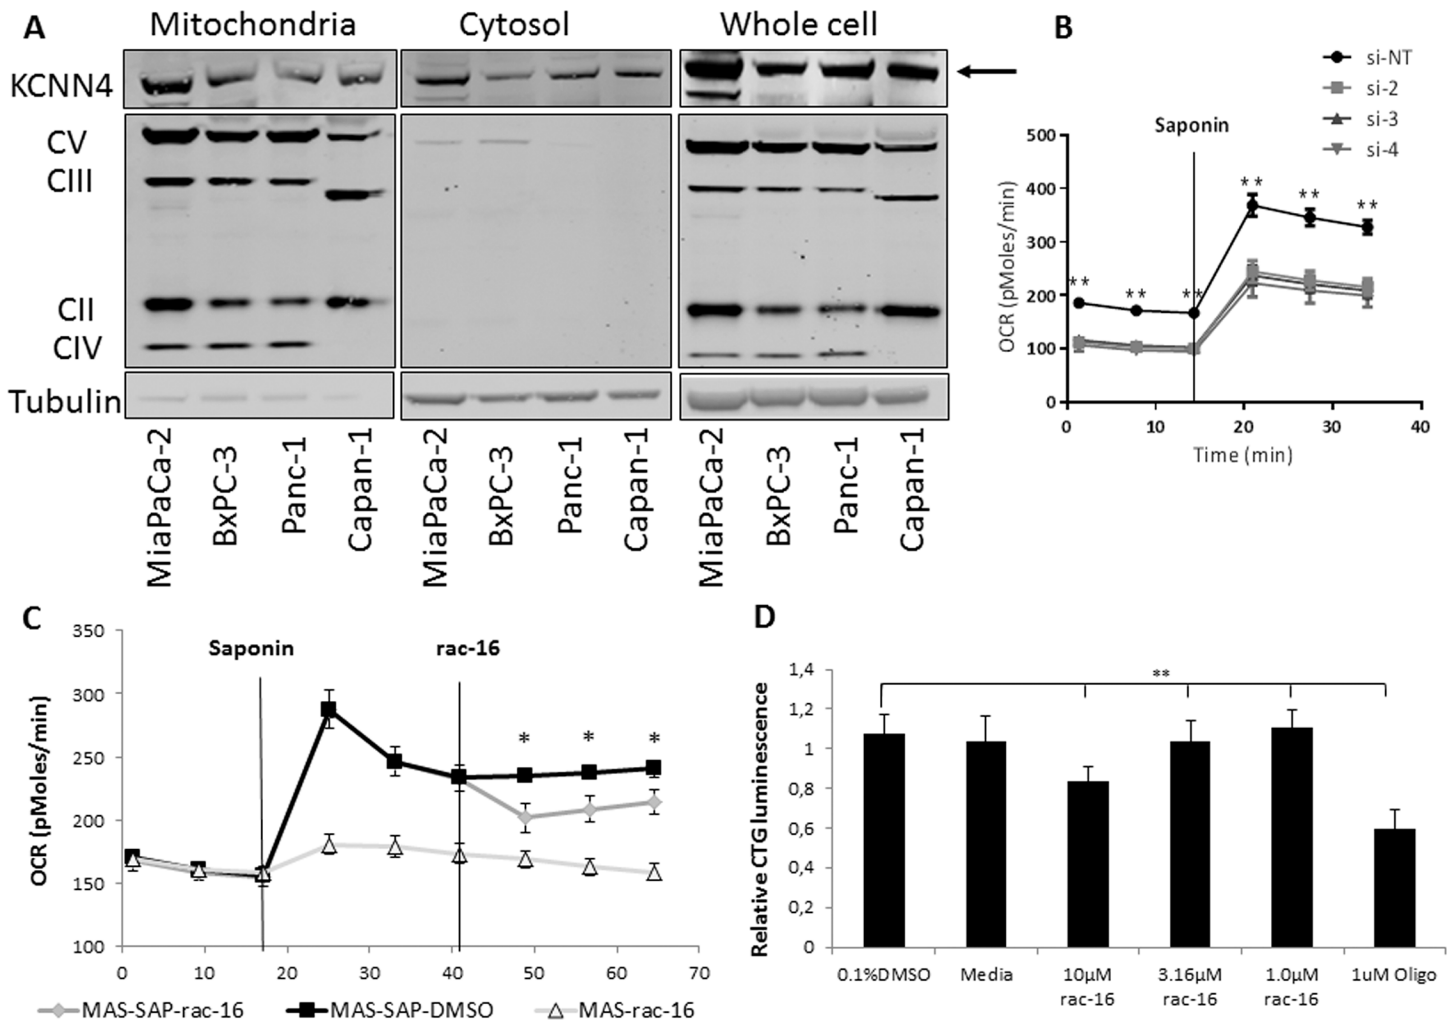 A
Mitochondria Cytosol Whole cell
KCNN4
CV
CIII
CII
CIV
Tubulin
MiaPaCa-2 BxPC-3 Panc-1 Capan-1 MiaPaCa-2 BxPC-3 Panc-1 Capan-1 MiaPaCa-2 BxPC-3 Panc-1 Capan-1
B
si-NT
si-2
si-3
si-4
Saponin
OCR (pMoles/min)
500
400
300
200
100
0
** ** ** ** ** **
0 10 20 30 40
Time (min)
C
Saponin rac-16
OCR (pMoles/min)
350
300
250
200
150
100
* * *
0 10 20 30 40 50 60 70
MAS-SAP-rac-16 MAS-SAP-DMSO MAS-rac-16
D
Relative CTG luminescence
1,4
1,2
1
0,8
0,6
0,4
0,2
0
**
0.1%DMSO Media 10µM 3.16µM 1.0µM 1uM Oligo
rac-16 rac-16 rac-16